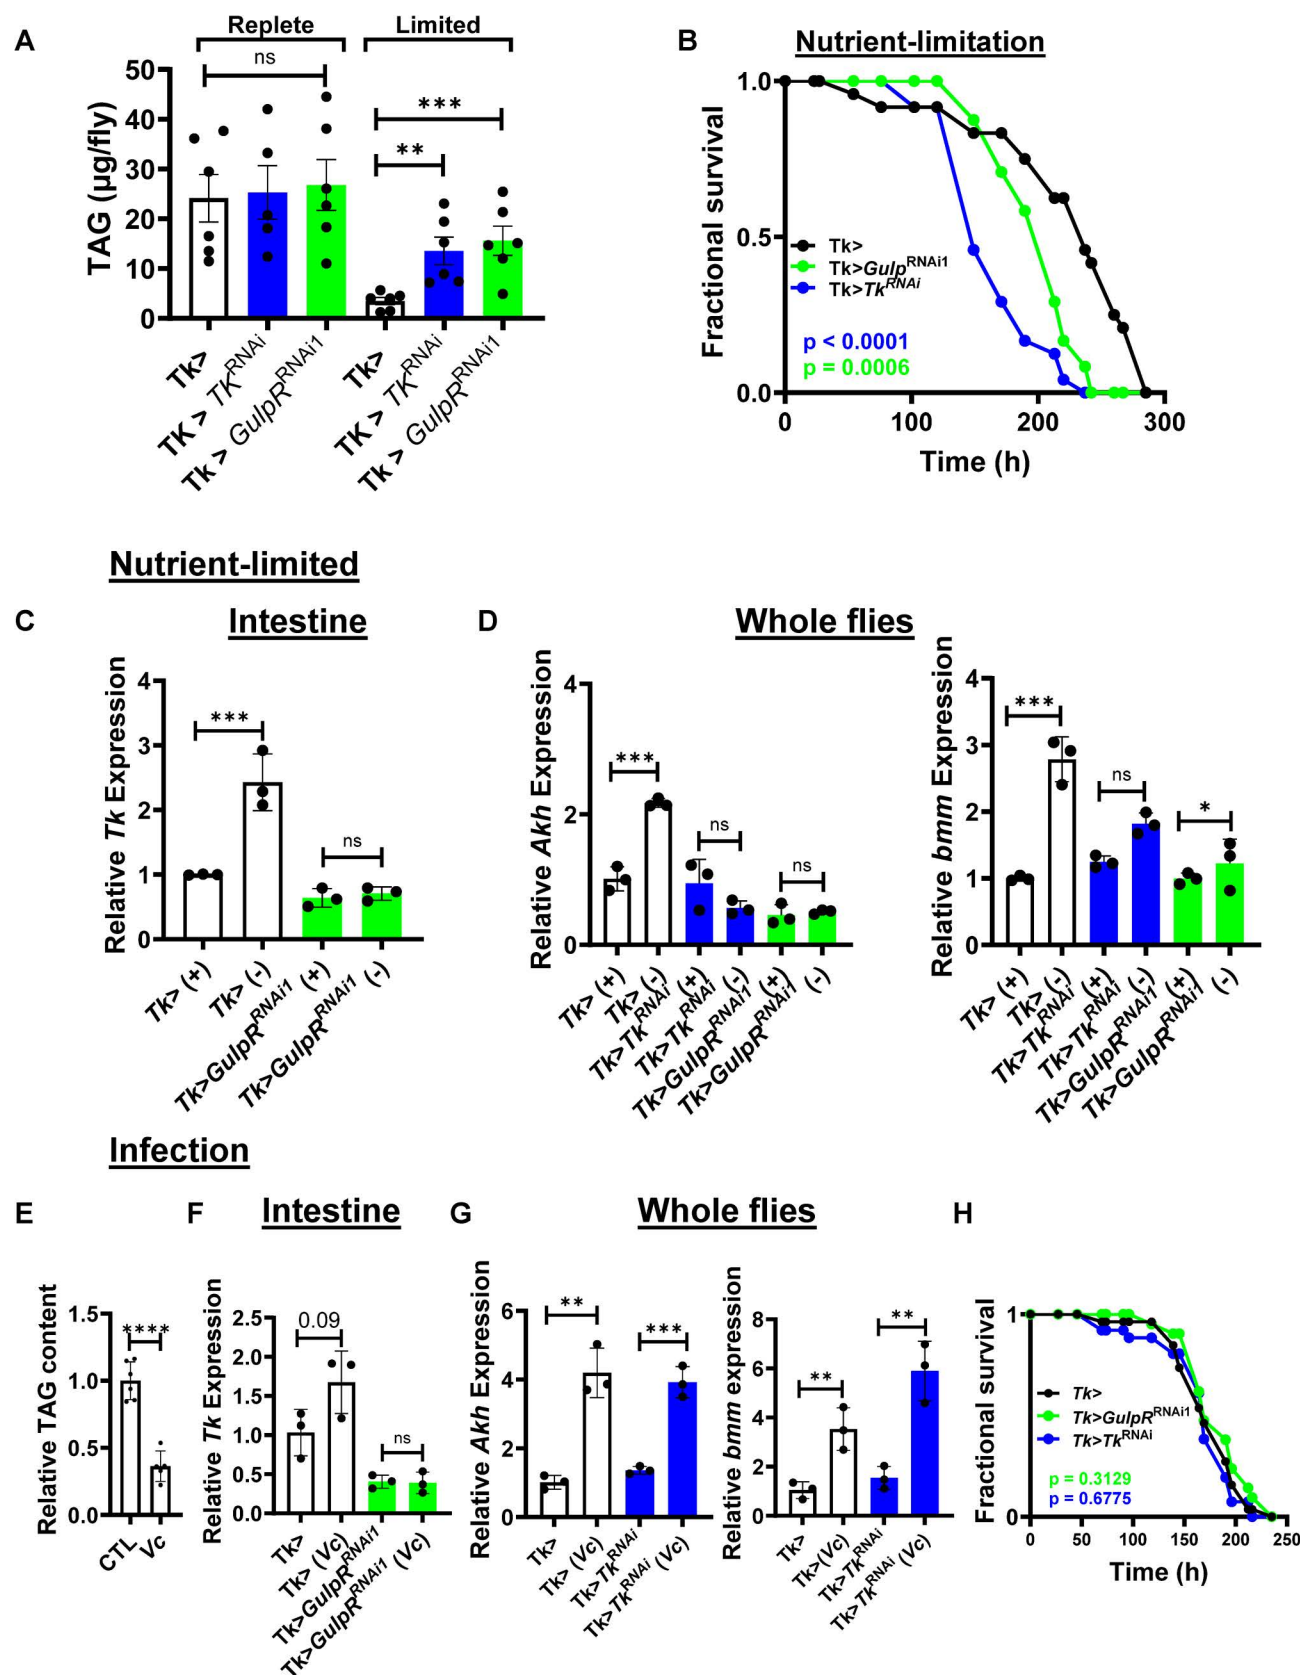 A
Replete
Limited
ns
***
**
TAG (µg/fly)
50
40
30
20
10
0
Tk>
TK > TK^RNAi
Tk > GulpR^RNAi1
Tk>
TK > TK^RNAi
Tk > GulpR^RNAi1
B
Nutrient-limitation
Fractional survival
1.0
0.5
0.0
Tk>
Tk>Gulp^RNAi1
Tk>Tk^RNAi
p < 0.0001
p = 0.0006
0 100 200 300
Time (h)
Nutrient-limited
C
Intestine
Relative Tk Expression
4
3
2
1
0
***
ns
Tk> (+)
Tk> (-)
Tk>GulpR^RNAi1 (+)
Tk>GulpR^RNAi1 (-)
D
Whole flies
Relative Akh Expression
4
2
0
***
ns
ns
Tk> (+)
Tk> (-)
Tk>Tk^RNAi (+)
Tk>Tk^RNAi (-)
Tk>GulpR^RNAi1 (+)
Tk>GulpR^RNAi1 (-)
Relative bmm Expression
4
3
2
1
0
***
ns
*
Tk> (+)
Tk> (-)
Tk>Tk^RNAi (+)
Tk>Tk^RNAi (-)
Tk>GulpR^RNAi1 (+)
Tk>GulpR^RNAi1 (-)
Infection
E
Relative TAG content
1.5
1.0
0.5
0.0
****
CTL
Vc
F
Intestine
Relative Tk Expression
2.5
2.0
1.5
1.0
0.5
0.0
0.09
ns
Tk>
Tk> (Vc)
Tk>GulpR^RNAi1
Tk>GulpR^RNAi1 (Vc)
G
Whole flies
Relative Akh Expression
6
4
2
0
**
***
Tk>
Tk> (Vc)
Tk>Tk^RNAi
Tk>Tk^RNAi (Vc)
Relative bmm expression
8
6
4
2
0
**
**
Tk>
Tk> (Vc)
Tk>Tk^RNAi
Tk>Tk^RNAi (Vc)
H
Fractional survival
1
0
Tk>
Tk>GulpR^RNAi1
Tk>Tk^RNAi
p = 0.3129
p = 0.6775
0 50 100 150 200 250
Time (h)